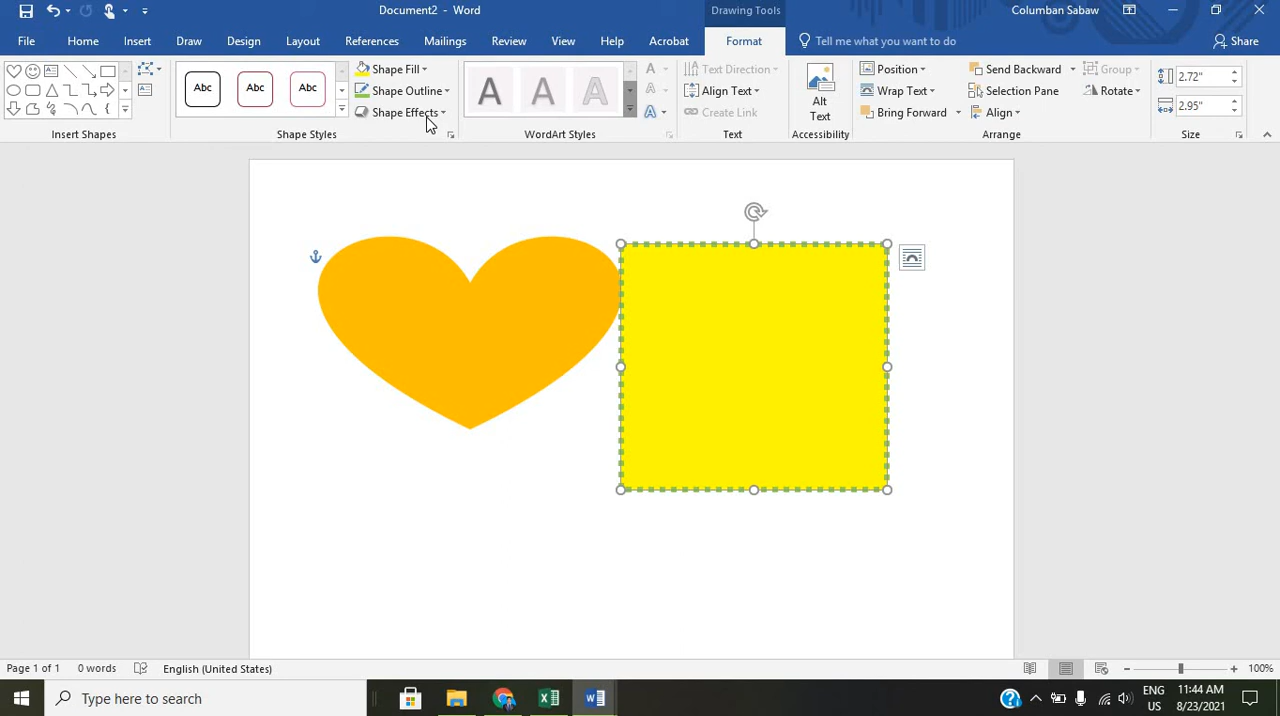 Document2 - Word
Drawing Tools
Columban Sabaw
File Home Insert Draw Design Layout References Mailings Review View Help Acrobat Format Tell me what you want to do Share
Abc Abc Abc
Shape Fill
Shape Outline
Shape Effects
A A A
A
A
A
Text Direction
Align Text
Create Link
Alt
Text
Position
Wrap Text
Bring Forward
Send Backward
Selection Pane
Align
Group
Rotate
2.72"
2.95"
Insert Shapes Shape Styles WordArt Styles Text Accessibility Arrange Size
Page 1 of 1 0 words English (United States) 100%
Type here to search
ENG
US
11:44 AM
8/23/2021